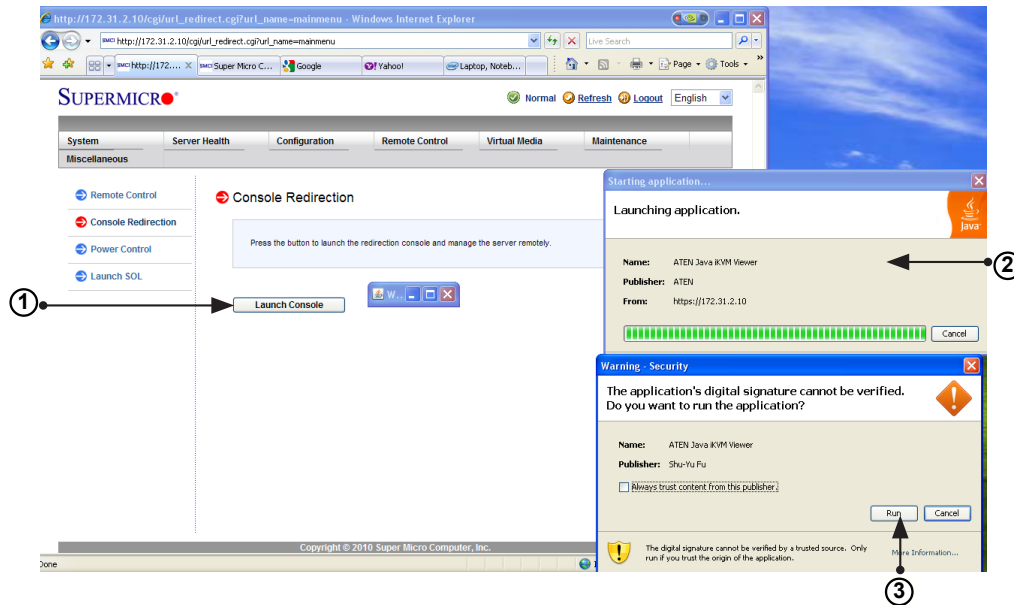 http://172.31.2.10/cgi/url_redirect.cgi?url_name=mainmenu - Windows Internet Explorer
http://172.31.2.10/cgi/url_redirect.cgi?url_name=mainmenu
Live Search
http://172....
Super Micro C...
Google
Yahoo!
Laptop, Noteb...
Page
Tools
SUPERMICR
Normal
Refresh
Logout
English
System
Server Health
Configuration
Remote Control
Virtual Media
Maintenance
Miscellaneous
Remote Control
Console Redirection
Power Control
Launch SOL
Console Redirection
Press the button to launch the redirection console and manage the server remotely.
W...
1
Launch Console
Starting application...
Launching application.
Java
Name: ATEN Java iKVM Viewer
2
Publisher: ATEN
From: https://172.31.2.10
Cancel
Warning - Security
The application's digital signature cannot be verified.
Do you want to run the application?
Name: ATEN Java iKVM Viewer
Publisher: Shu-Yu Fu
Always trust content from this publisher.
Run
Cancel
The digital signature cannot be verified by a trusted source. Only
run if you trust the origin of the application.
More Information...
3
Copyright © 2010 Super Micro Computer, Inc.
Done